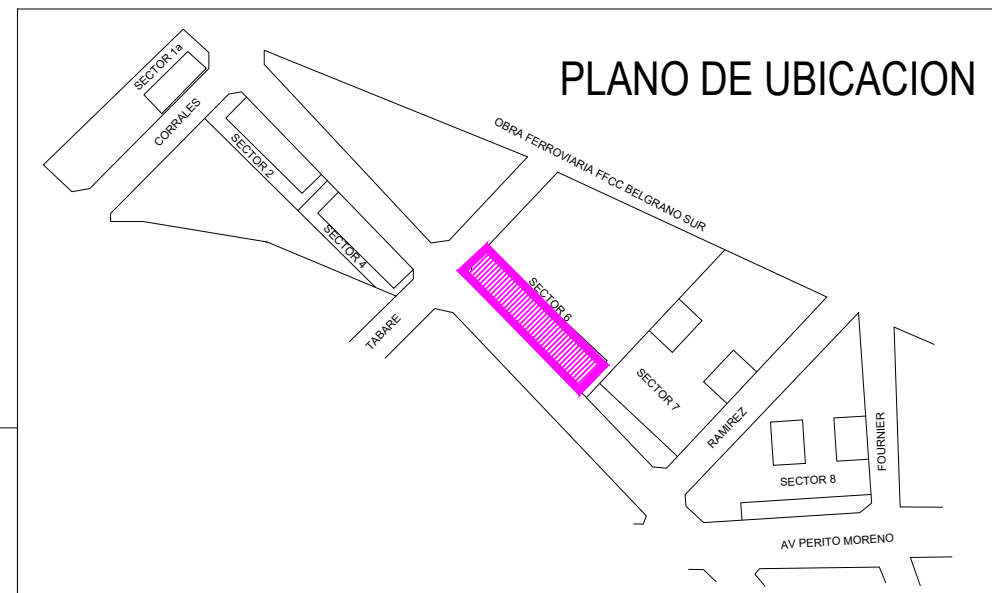 PLANO DE UBICACION
SECTOR 1a
CORRALES
SECTOR 2
SECTOR 4
TABARE
OBRA FERROVIARIA FFCC BELGRANO SUR
SECTOR 6
SECTOR 7
RAMIREZ
FOURNIER
SECTOR 8
AV PERITO MORENO